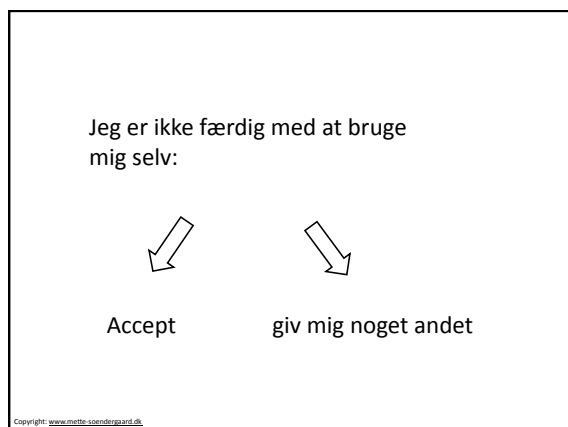 Jeg er ikke færdig med at bruge
mig selv:
Accept
giv mig noget andet
Copyright: www.mette-soendergaard.dk